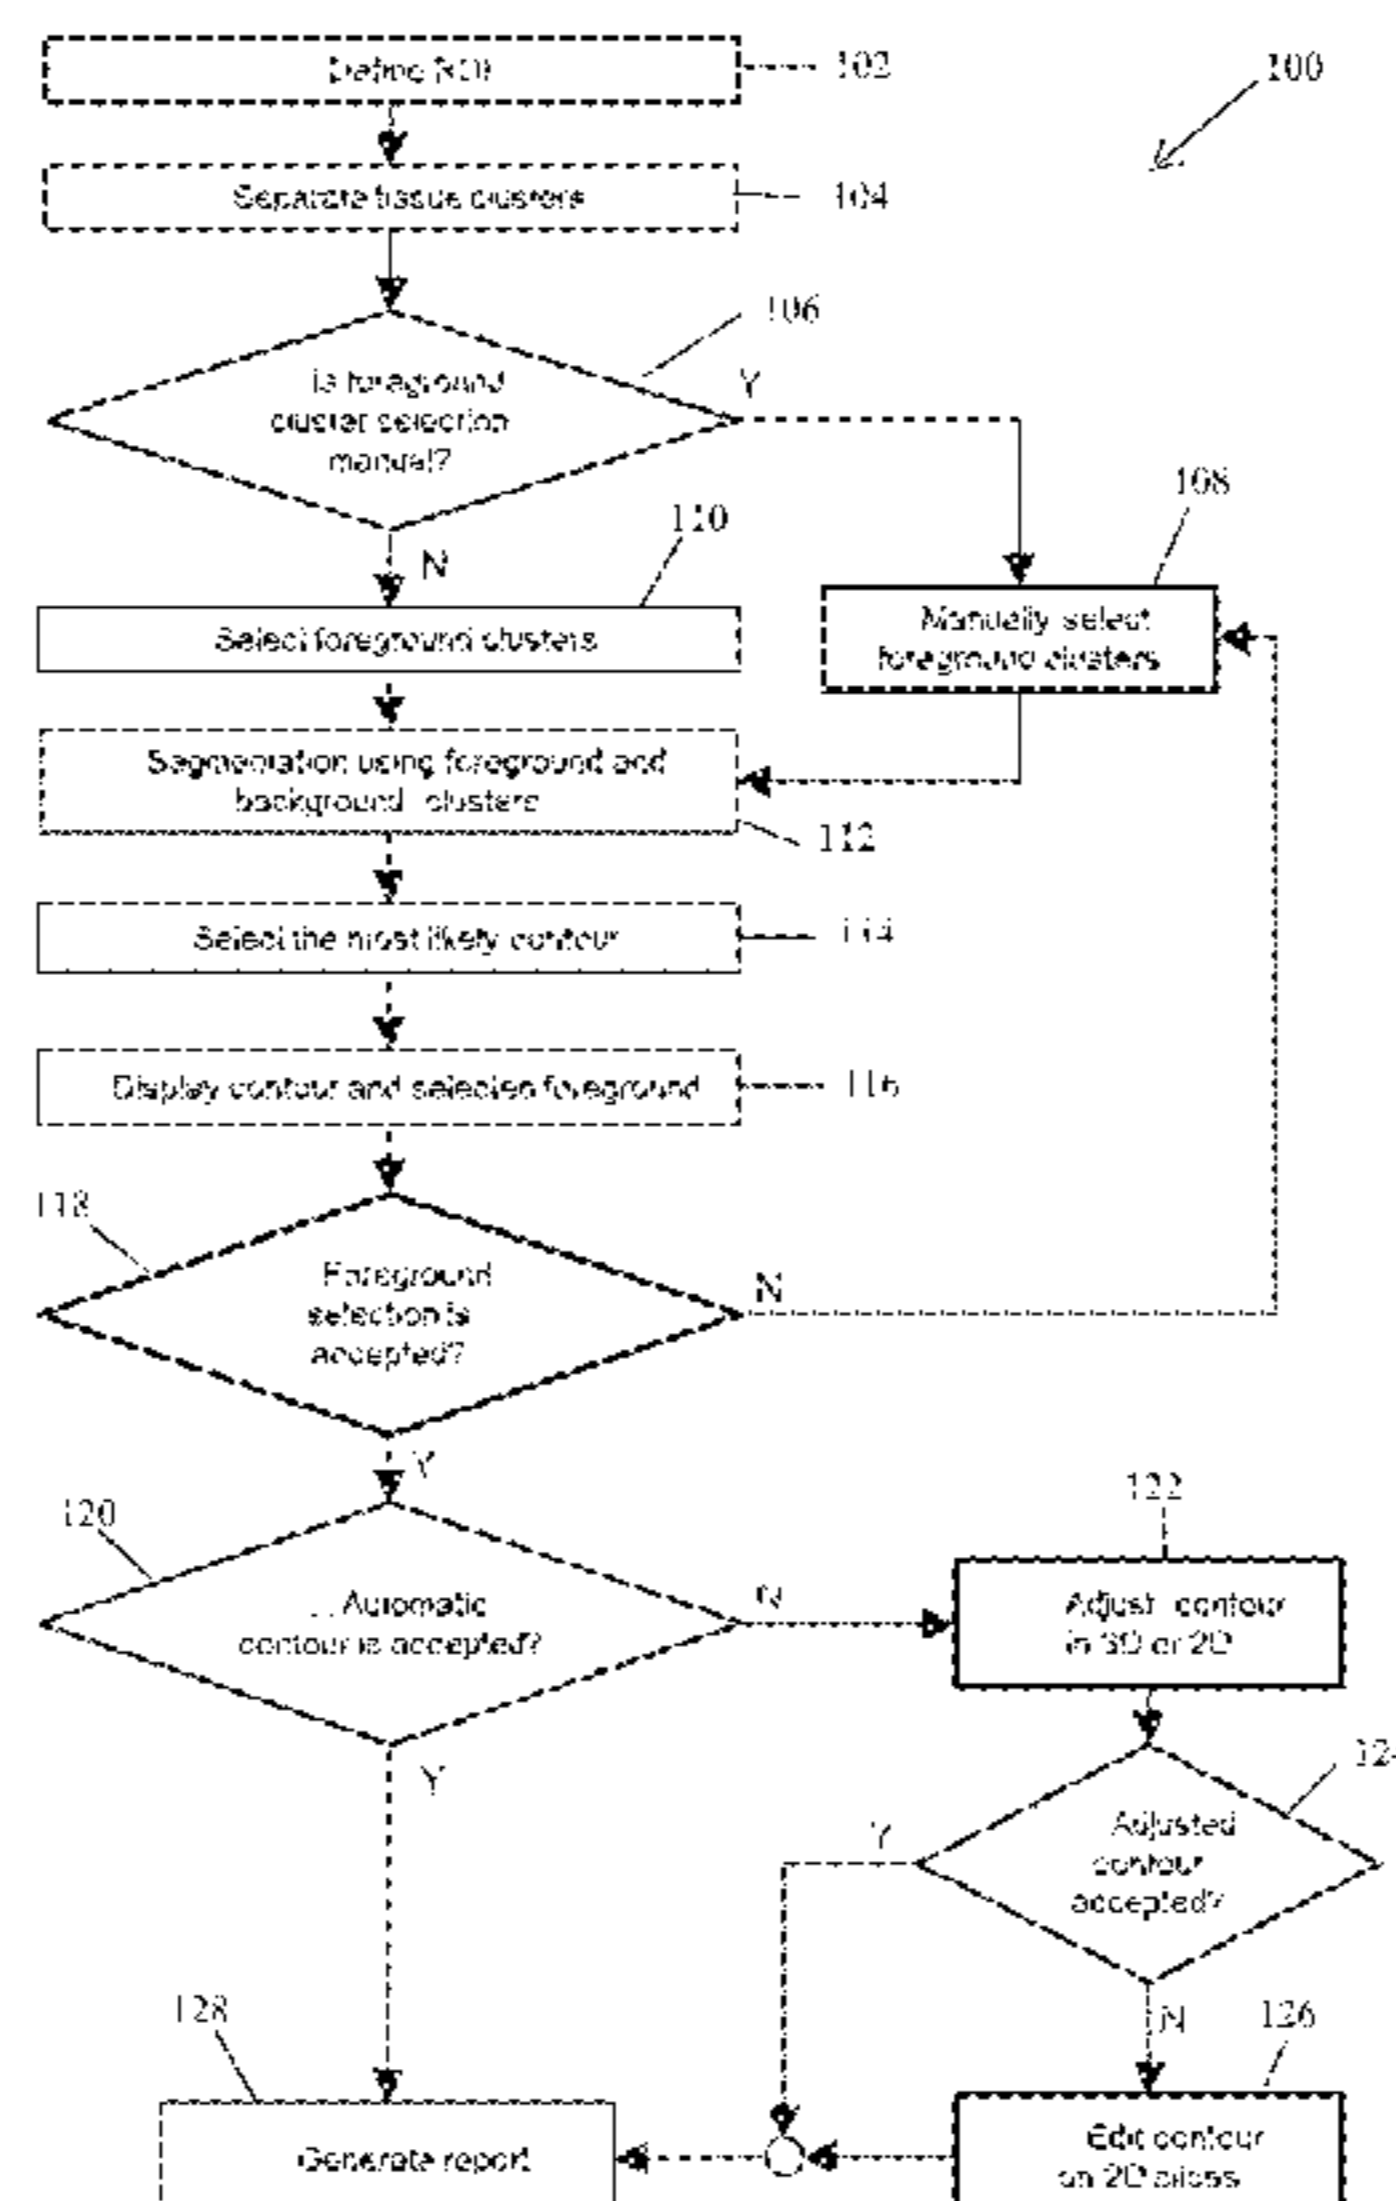 Define ROI
102
100
Separate tissue clusters
104
106
Is foreground
cluster selection
manual?
Y
N
108
110
Select foreground clusters
Manually select
foreground clusters
Segmentation using foreground and
background clusters
112
Select the most likely contour
114
Display contour and selected foreground
116
118
Foreground
selection is
accepted?
N
Y
120
Automatic
contour is accepted?
N
Y
122
Adjust contour
in 3D or 2D
Adjusted
contour
accepted?
Y
N
126
128
Generate report
Edit contour
on 2D slices